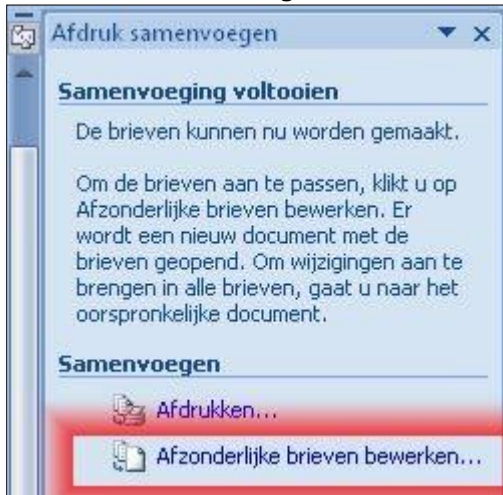 Afdruk samenvoegen
Samenvoeging voltooien
De brieven kunnen nu worden gemaakt.
Om de brieven aan te passen, klikt u op
Afzonderlijke brieven bewerken. Er
wordt een nieuw document met de
brieven geopend. Om wijzigingen aan te
brengen in alle brieven, gaat u naar het
oorspronkelijke document.
Samenvoegen
Afdrukken...
Afzonderlijke brieven bewerken...